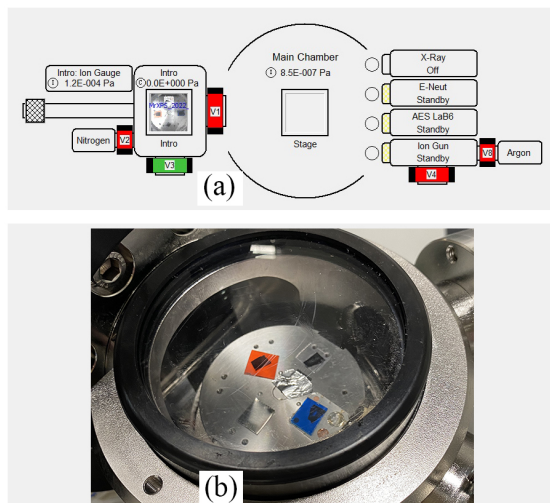 Intro: Ion Gauge
I 1.2E-004 Pa
Intro
C 0.0E+000 Pa
MrXPS_2022
Intro
V1
V2
Nitrogen
V3
Main Chamber
I 8.5E-007 Pa
Stage
X-Ray
Off
E-Neut
Standby
AES LaB6
Standby
Ion Gun
Standby
V8
Argon
V4
(a)
(b)